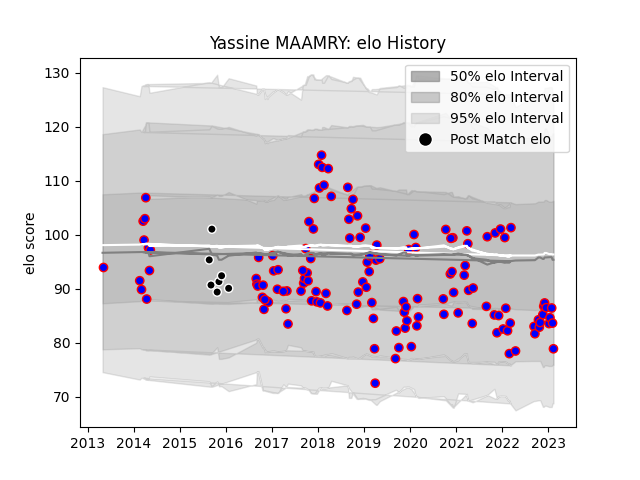 Yassine MAAMRY: elo History
130
120
110
100
90
80
70
elo score
50% elo Interval
80% elo Interval
95% elo Interval
Post Match elo
2013 2014 2015 2016 2017 2018 2019 2020 2021 2022 2023